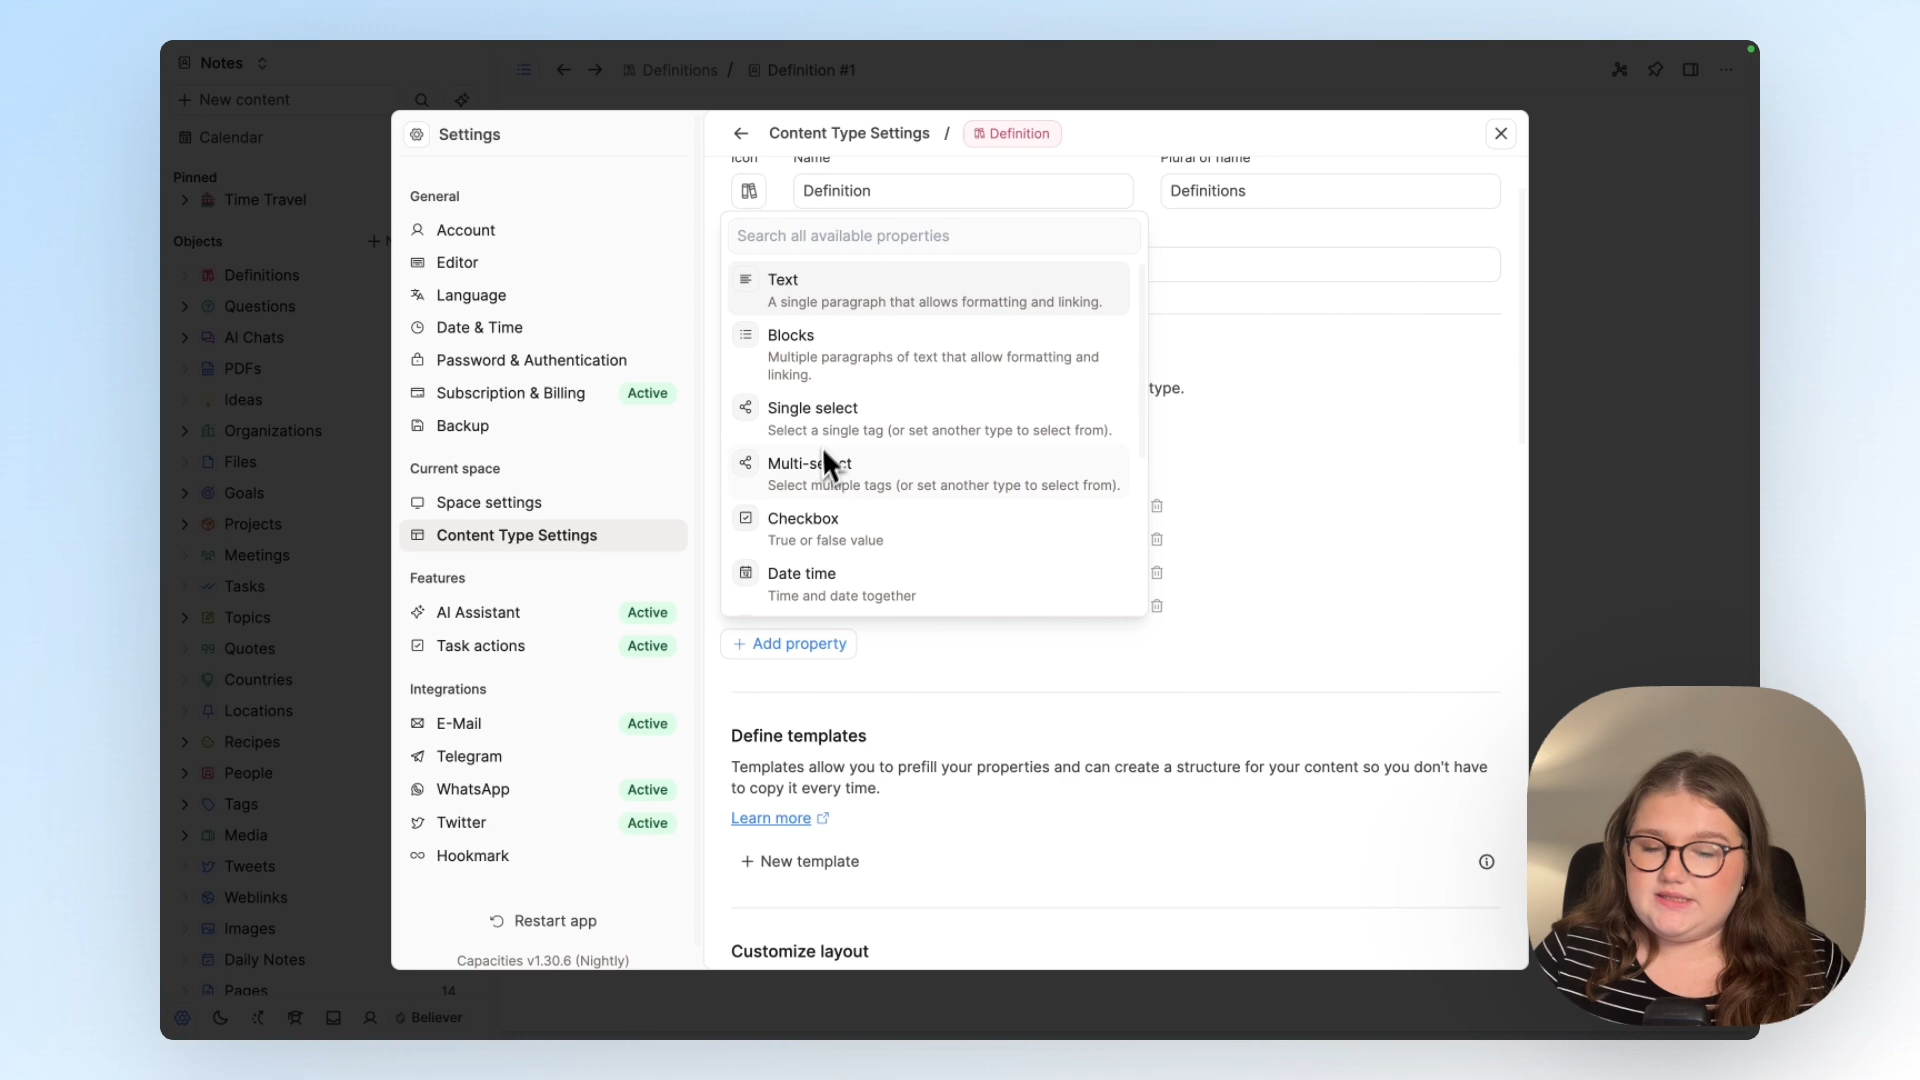 Notes
Definitions / Definition #1
New content
Calendar
Pinned
Time Travel
Objects
Definitions
Questions
AI Chats
PDFs
Ideas
Organizations
Files
Goals
Projects
Meetings
Tasks
Topics
Quotes
Countries
Locations
Recipes
People
Tags
Media
Tweets
Weblinks
Images
Daily Notes
Pages 14
Believer
Settings
General
Account
Editor
Language
Date & Time
Password & Authentication
Subscription & Billing Active
Backup
Current space
Space settings
Content Type Settings
Features
AI Assistant Active
Task actions Active
Integrations
E-Mail Active
Telegram
WhatsApp Active
Twitter Active
Hookmark
Restart app
Capacities v1.30.6 (Nightly)
Content Type Settings / Definition
Icon Name Plural of name
Definition Definitions
Search all available properties
Text
A single paragraph that allows formatting and linking.
Blocks
Multiple paragraphs of text that allow formatting and
linking.
type.
Single select
Select a single tag (or set another type to select from).
Multi-select
Select multiple tags (or set another type to select from).
Checkbox
True or false value
Date time
Time and date together
+ Add property
Define templates
Templates allow you to prefill your properties and can create a structure for your content so you don't have
to copy it every time.
Learn more
+ New template
Customize layout